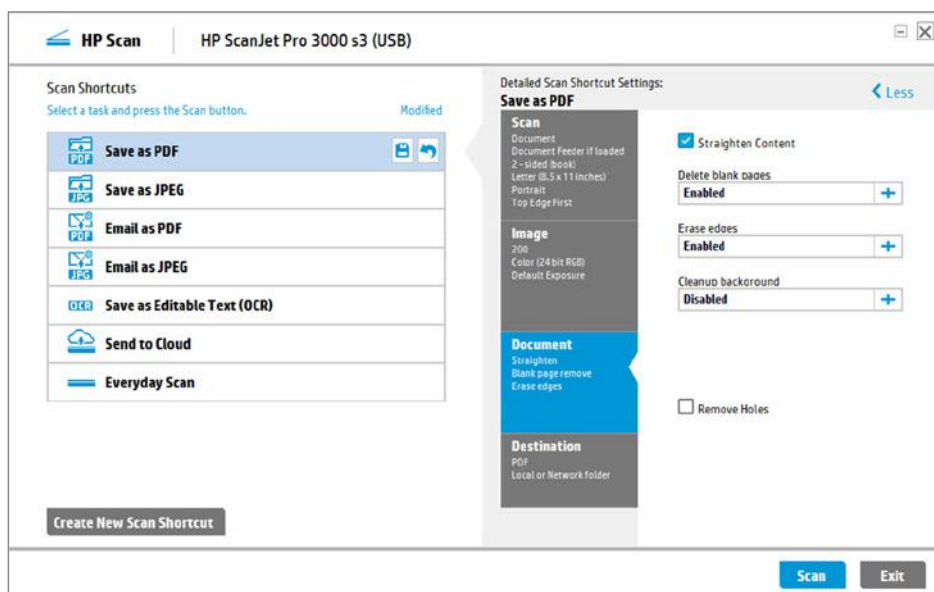 HP Scan
HP ScanJet Pro 3000 s3 (USB)
Scan Shortcuts
Select a task and press the Scan button.
Modified
PDF
Save as PDF
JPG
Save as JPEG
PDF
Email as PDF
JPG
Email as JPEG
OCR
Save as Editable Text (OCR)
Send to Cloud
Everyday Scan
Create New Scan Shortcut
Detailed Scan Shortcut Settings:
Save as PDF
Less
Scan
Document
Document Feeder if loaded
2 - sided (book)
Letter (8.5 x 11 inches)
Portrait
Top Edge First
Image
200
Color (24 bit RGB)
Default Exposure
Document
Straighten
Blank page remove
Erase edges
Destination
PDF
Local or Network folder
Straighten Content
Delete blank pages
Enabled
Erase edges
Enabled
Cleanup background
Disabled
Remove Holes
Scan
Exit